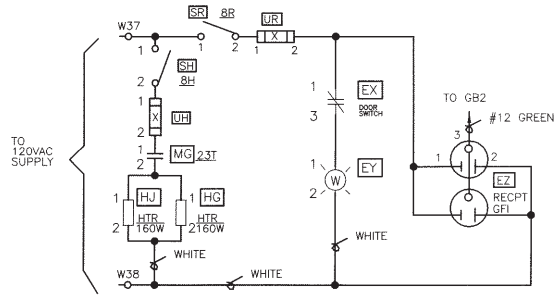 W37
SR
8R
UR
1
2
1
X
2
1
SH
2
8H
1
X
UH
2
1
MG
23T
2
1
HJ
1
HG
2
HTR
160W
2
HTR
160W
WHITE
W38
WHITE
TO
120VAC
SUPPLY
1
EX
DOOR
SWITCH
3
1
EY
W
2
WHITE
TO GB2
#12 GREEN
3
1
2
EZ
RECPT
GFI